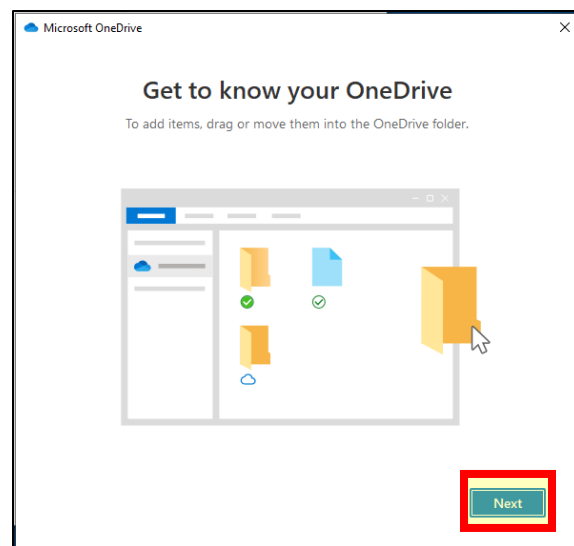 Microsoft OneDrive
Get to know your OneDrive
To add items, drag or move them into the OneDrive folder.
Next